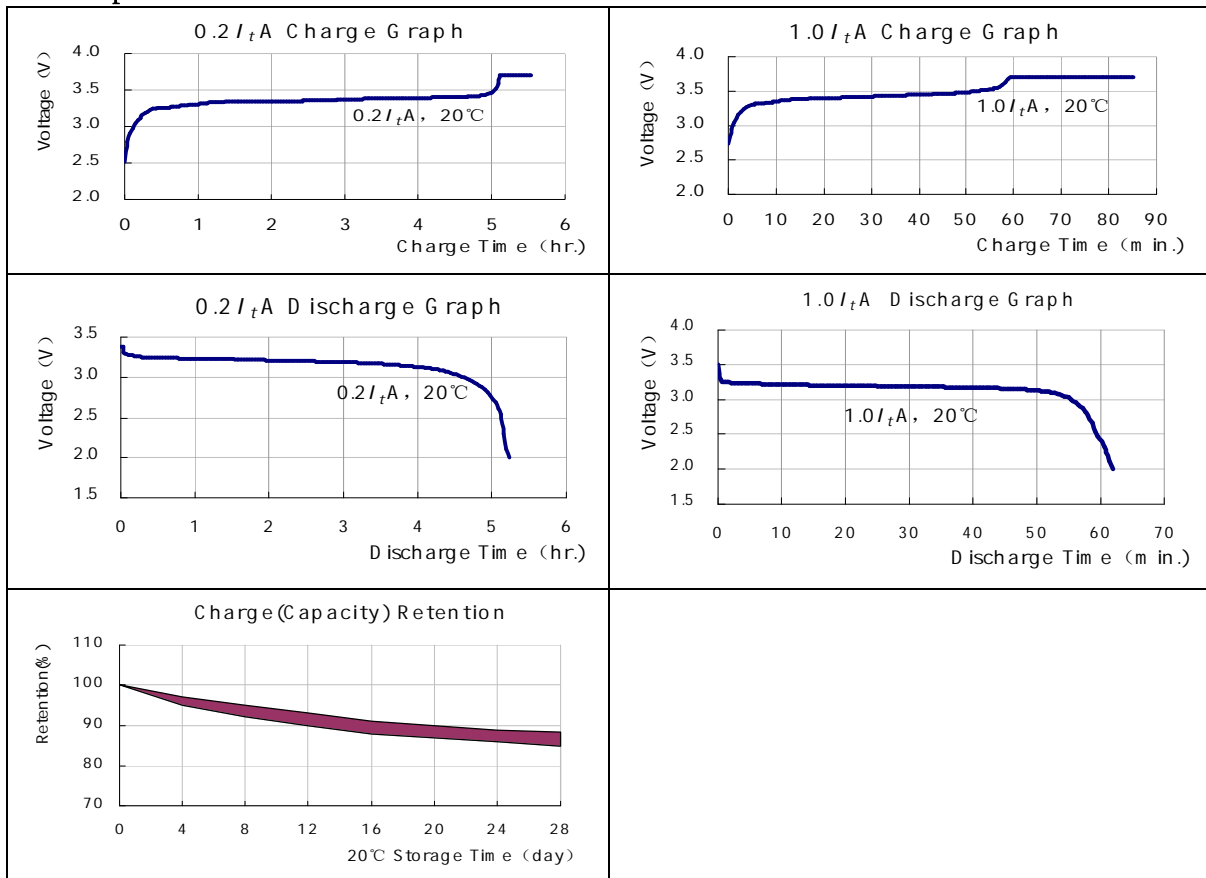 0.2ItA Charge Graph
Voltage (V)
4.0
3.5
3.0
2.5
2.0
0.2ItA, 20℃
0 1 2 3 4 5 6
Charge Time (hr.)
1.0ItA Charge Graph
Voltage (V)
4.0
3.5
3.0
2.5
2.0
1.0ItA, 20℃
0 10 20 30 40 50 60 70 80 90
Charge Time (min.)
0.2ItA Discharge Graph
Voltage (V)
3.5
3.0
2.5
2.0
1.5
0.2ItA, 20℃
0 1 2 3 4 5 6
Discharge Time (hr.)
1.0ItA Discharge Graph
Voltage (V)
4.0
3.5
3.0
2.5
2.0
1.5
1.0ItA, 20℃
0 10 20 30 40 50 60 70
Discharge Time (min.)
Charge(Capacity) Retention
Retention(%)
110
100
90
80
70
0 4 8 12 16 20 24 28
20℃ Storage Time (day)